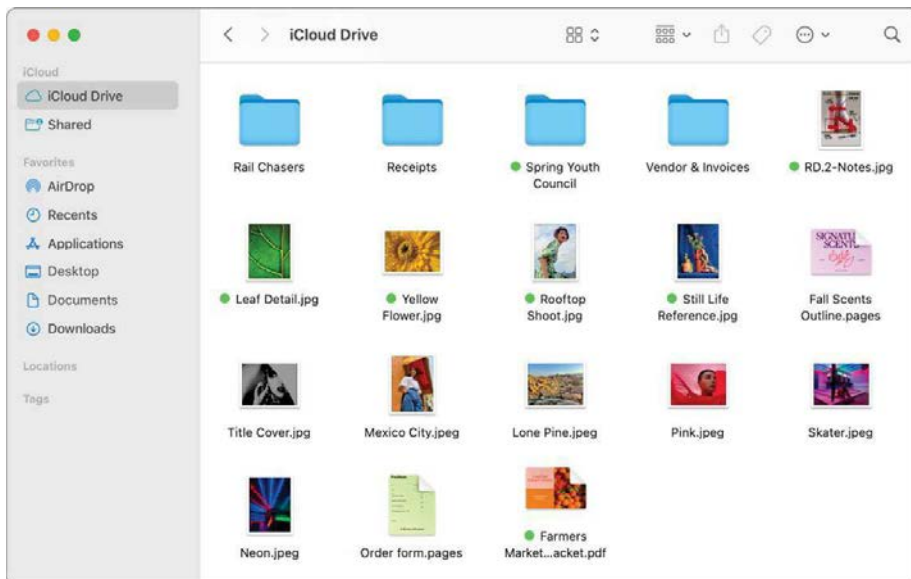 iCloud Drive
iCloud
iCloud Drive
Shared
Favorites
AirDrop
Recents
Applications
Desktop
Documents
Downloads
Locations
Tags
Rail Chasers
Receipts
Spring Youth
Council
Vendor & Invoices
RD.2-Notes.jpg
Leaf Detail.jpg
Yellow
Flower.jpg
Rooftop
Shoot.jpg
Still Life
Reference.jpg
SIGNATU
SCENT
Fall Scents
Outline.pages
Title Cover.jpg
Mexico City.jpeg
Lone Pine.jpeg
Pink.jpeg
Skater.jpeg
Neon.jpeg
Order form.pages
Farmers
Market...acket.pdf